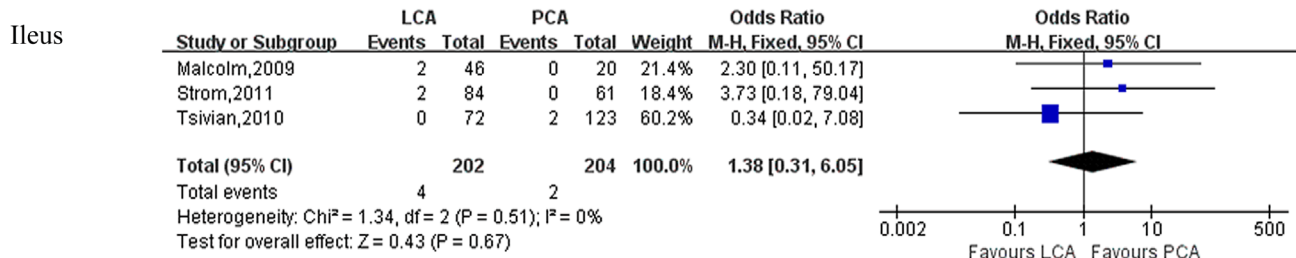 Ileus
LCA PCA Odds Ratio Odds Ratio
Study or Subgroup Events Total Events Total Weight M-H, Fixed, 95% CI M-H, Fixed, 95% CI
Malcolm,2009 2 46 0 20 21.4% 2.30 [0.11, 50.17]
Strom,2011 2 84 0 61 18.4% 3.73 [0.18, 79.04]
Tsivian,2010 0 72 2 123 60.2% 0.34 [0.02, 7.08]
Total (95% CI) 202 204 100.0% 1.38 [0.31, 6.05]
Total events 4 2
Heterogeneity: Chi² = 1.34, df = 2 (P = 0.51); I² = 0%
Test for overall effect: Z = 0.43 (P = 0.67)
0.002 0.1 1 10 500
Favours LCA Favours PCA